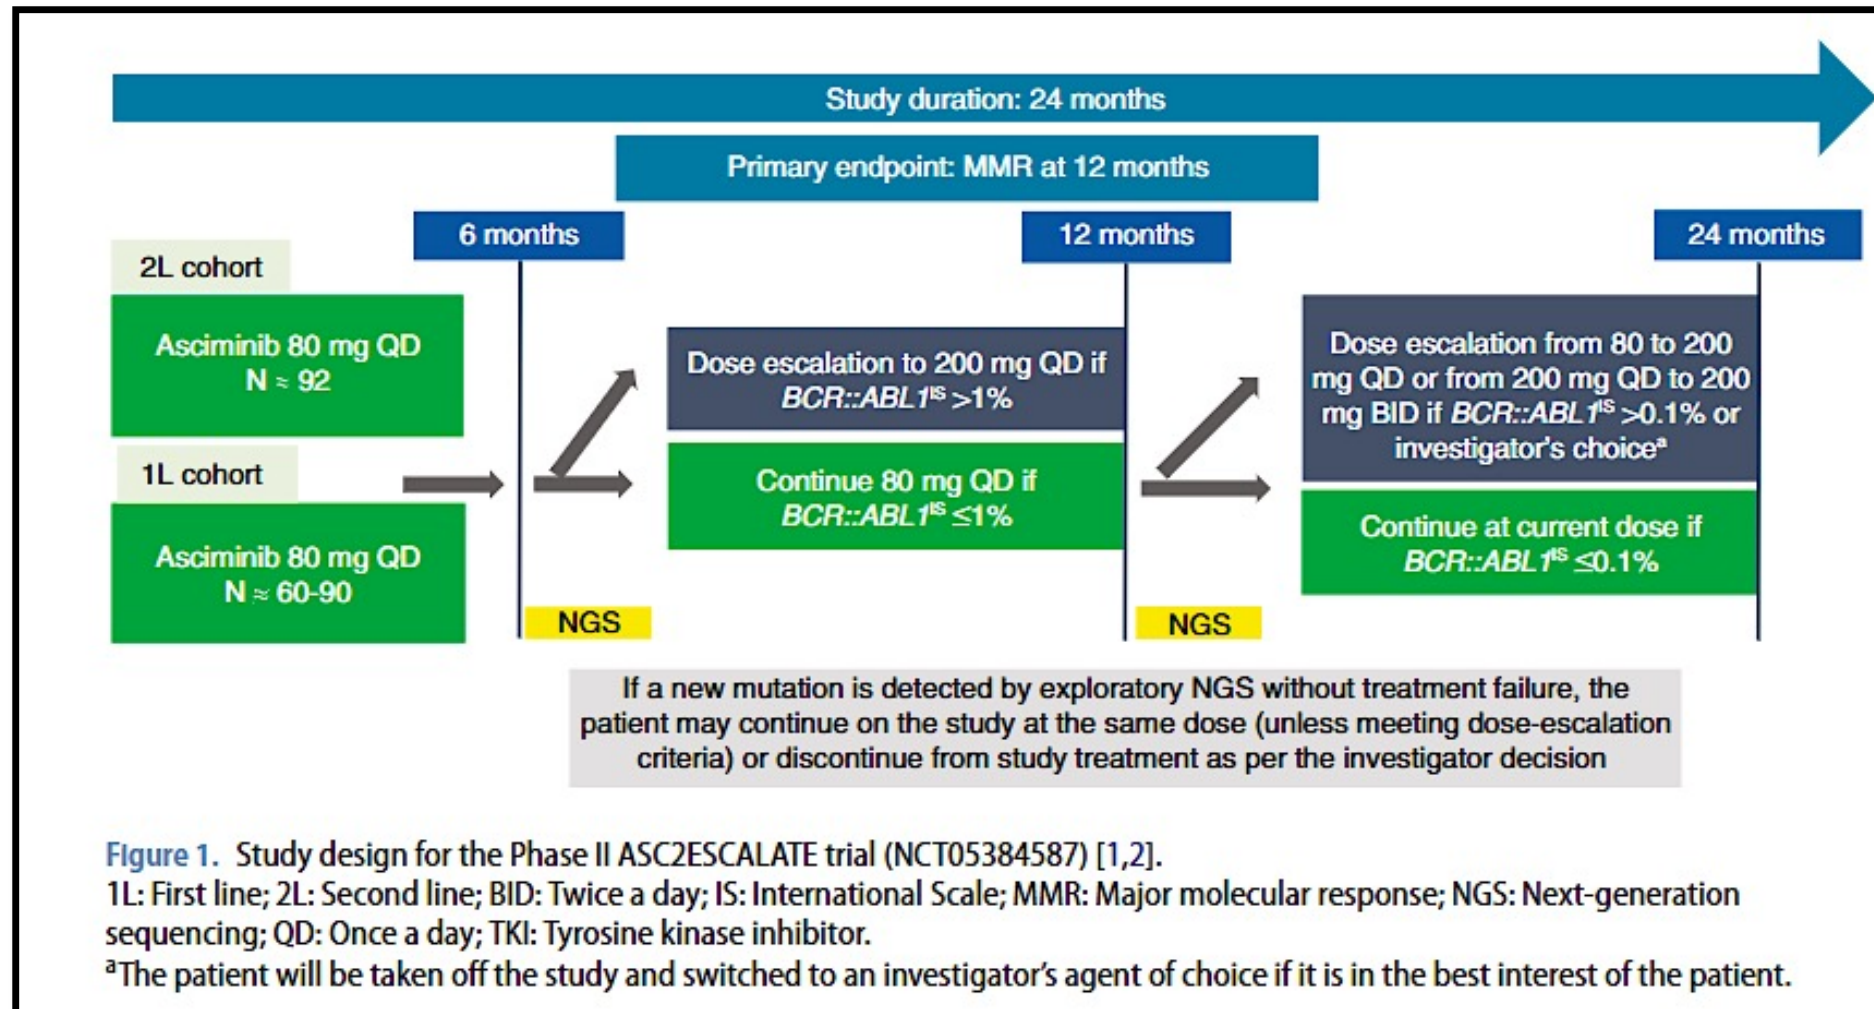 Study duration: 24 months
Primary endpoint: MMR at 12 months
6 months
12 months
24 months
2L cohort
Asciminib 80 mg QD
N ≈ 92
1L cohort
Asciminib 80 mg QD
N ≈ 60-90
Dose escalation to 200 mg QD if
BCR::ABL1ᴵˢ >1%
Continue 80 mg QD if
BCR::ABL1ᴵˢ ≤1%
Dose escalation from 80 to 200
mg QD or from 200 mg QD to 200
mg BID if BCR::ABL1ᴵˢ >0.1% or
investigator's choiceᵃ
Continue at current dose if
BCR::ABL1ᴵˢ ≤0.1%
NGS
NGS
If a new mutation is detected by exploratory NGS without treatment failure, the
patient may continue on the study at the same dose (unless meeting dose-escalation
criteria) or discontinue from study treatment as per the investigator decision
Figure 1. Study design for the Phase II ASC2ESCALATE trial (NCT05384587) [1,2].
1L: First line; 2L: Second line; BID: Twice a day; IS: International Scale; MMR: Major molecular response; NGS: Next-generation
sequencing; QD: Once a day; TKI: Tyrosine kinase inhibitor.
ᵃThe patient will be taken off the study and switched to an investigator's agent of choice if it is in the best interest of the patient.